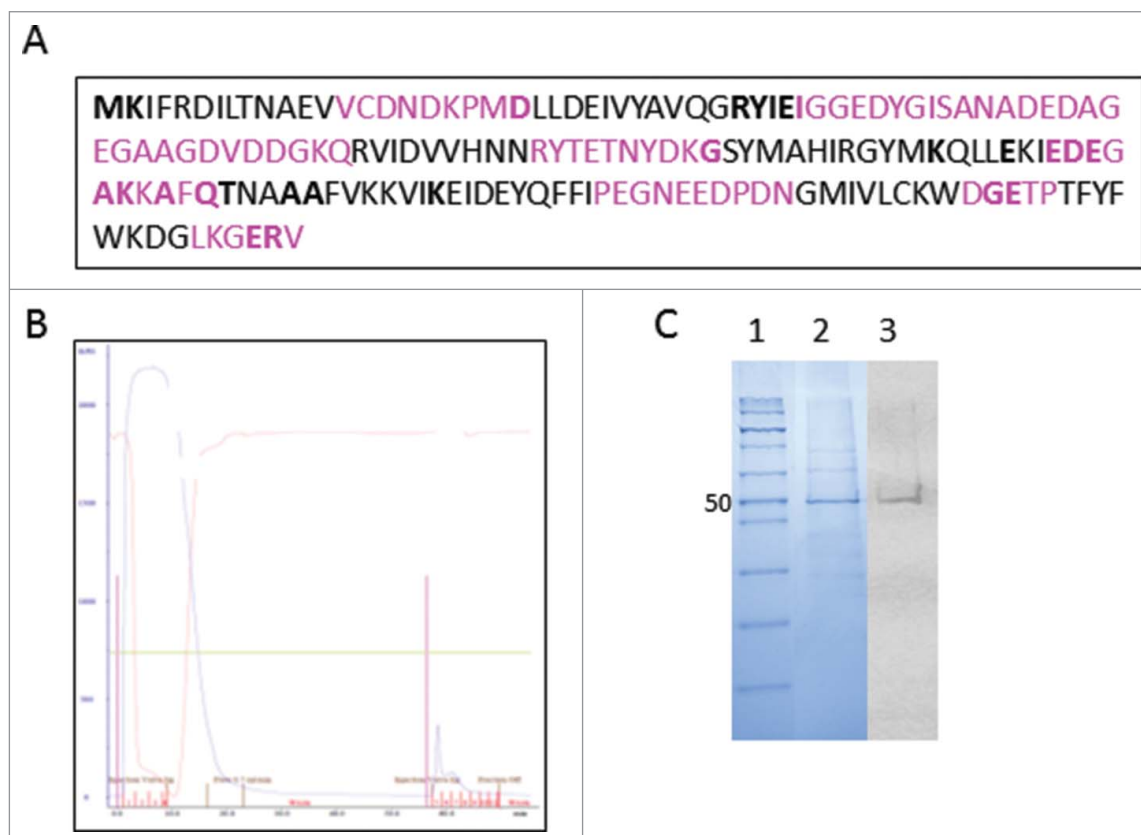 A
MKIFRDILTNAEVVCDNDKPMDLLDEIVYAVQGRYIEIGGEDYGISANADEDAG
EGAAGDVDDGKQRVIDVVHNNRYTETNYDKGSYMAHIRGYMKQLLEKIEDEG
AKKAFQTNAAAFVKKVIKEIDEYQFFIPEGNEEDPDNGMIVLCKWDGETPTFYF
WKDGLKGERV
B
C
1 2 3
50